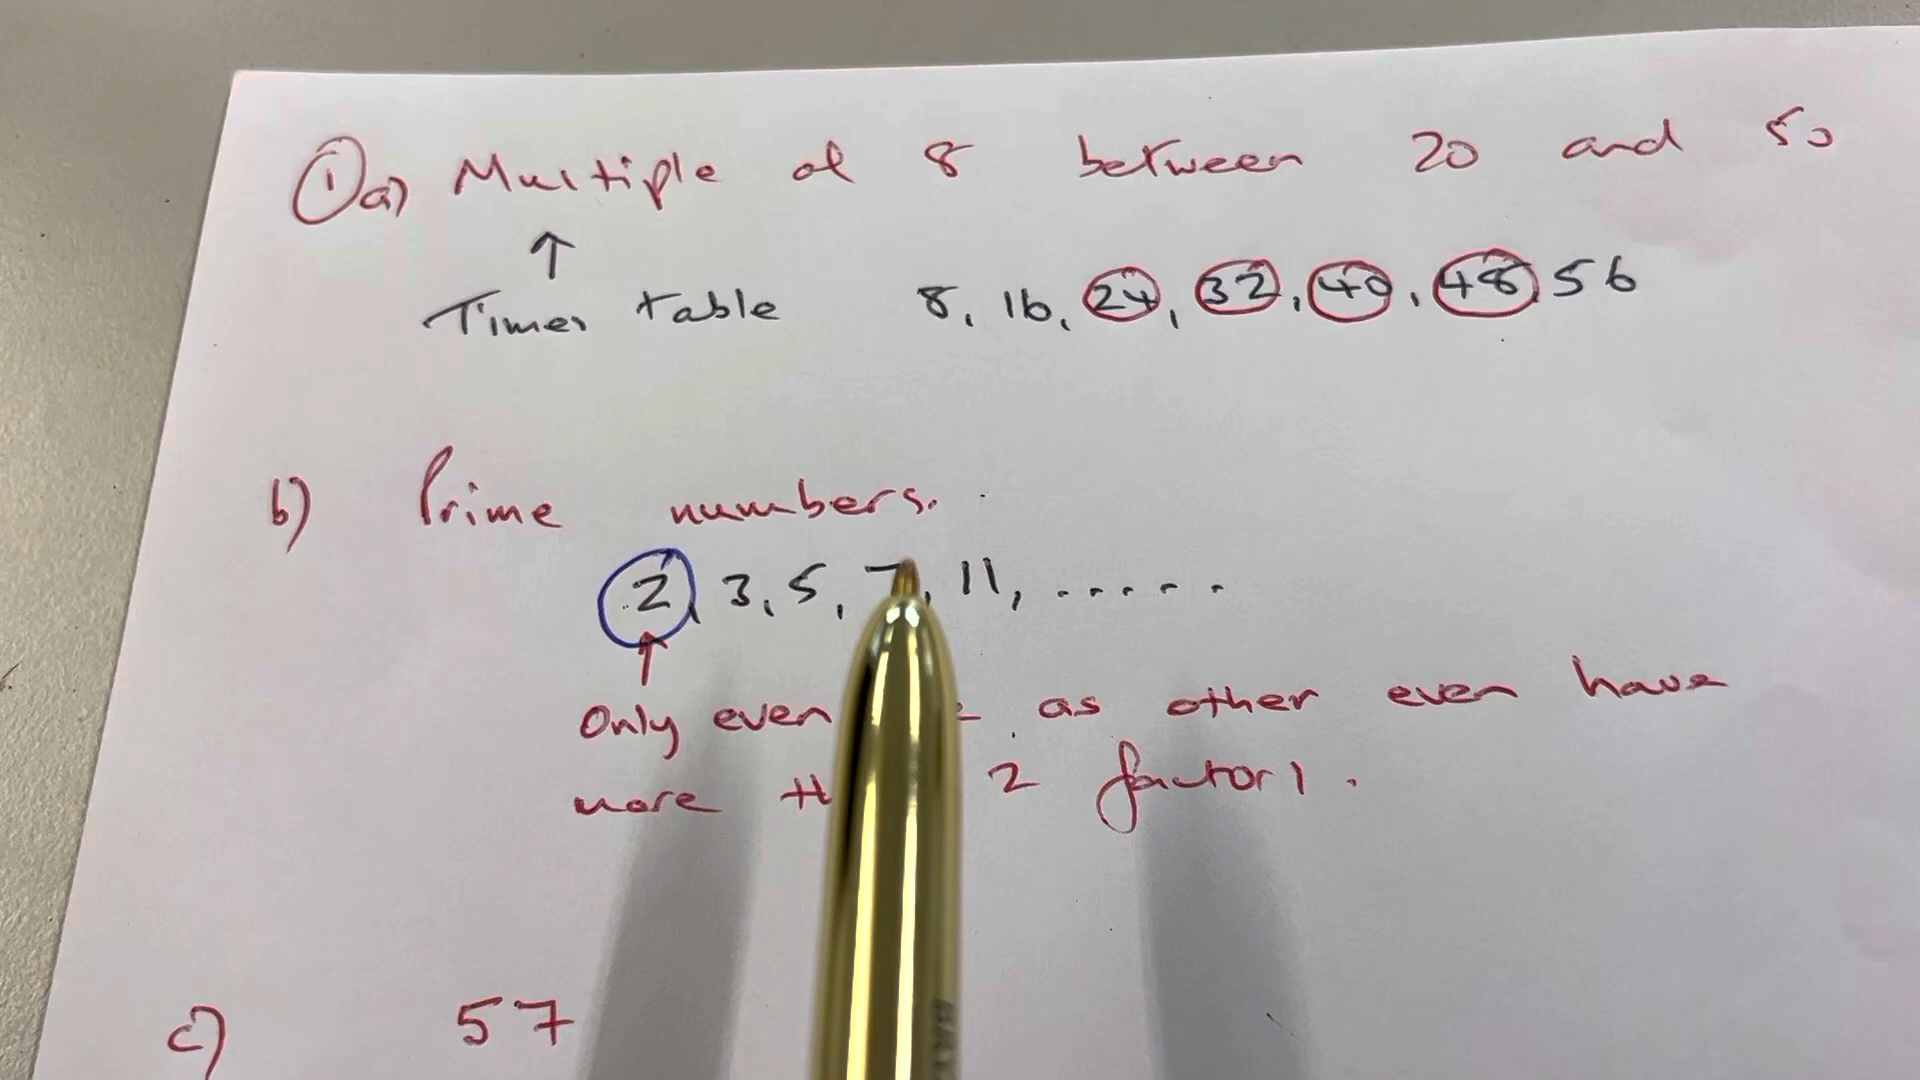 ① a) Multiple of 8 between 20 and 50
↑
Times table 8, 16, 24, 32, 40, 48, 56
b) Prime numbers.
2, 3, 5, 7, 11, .....
↑
Only even as other even have
more 2 factors.
c) 57